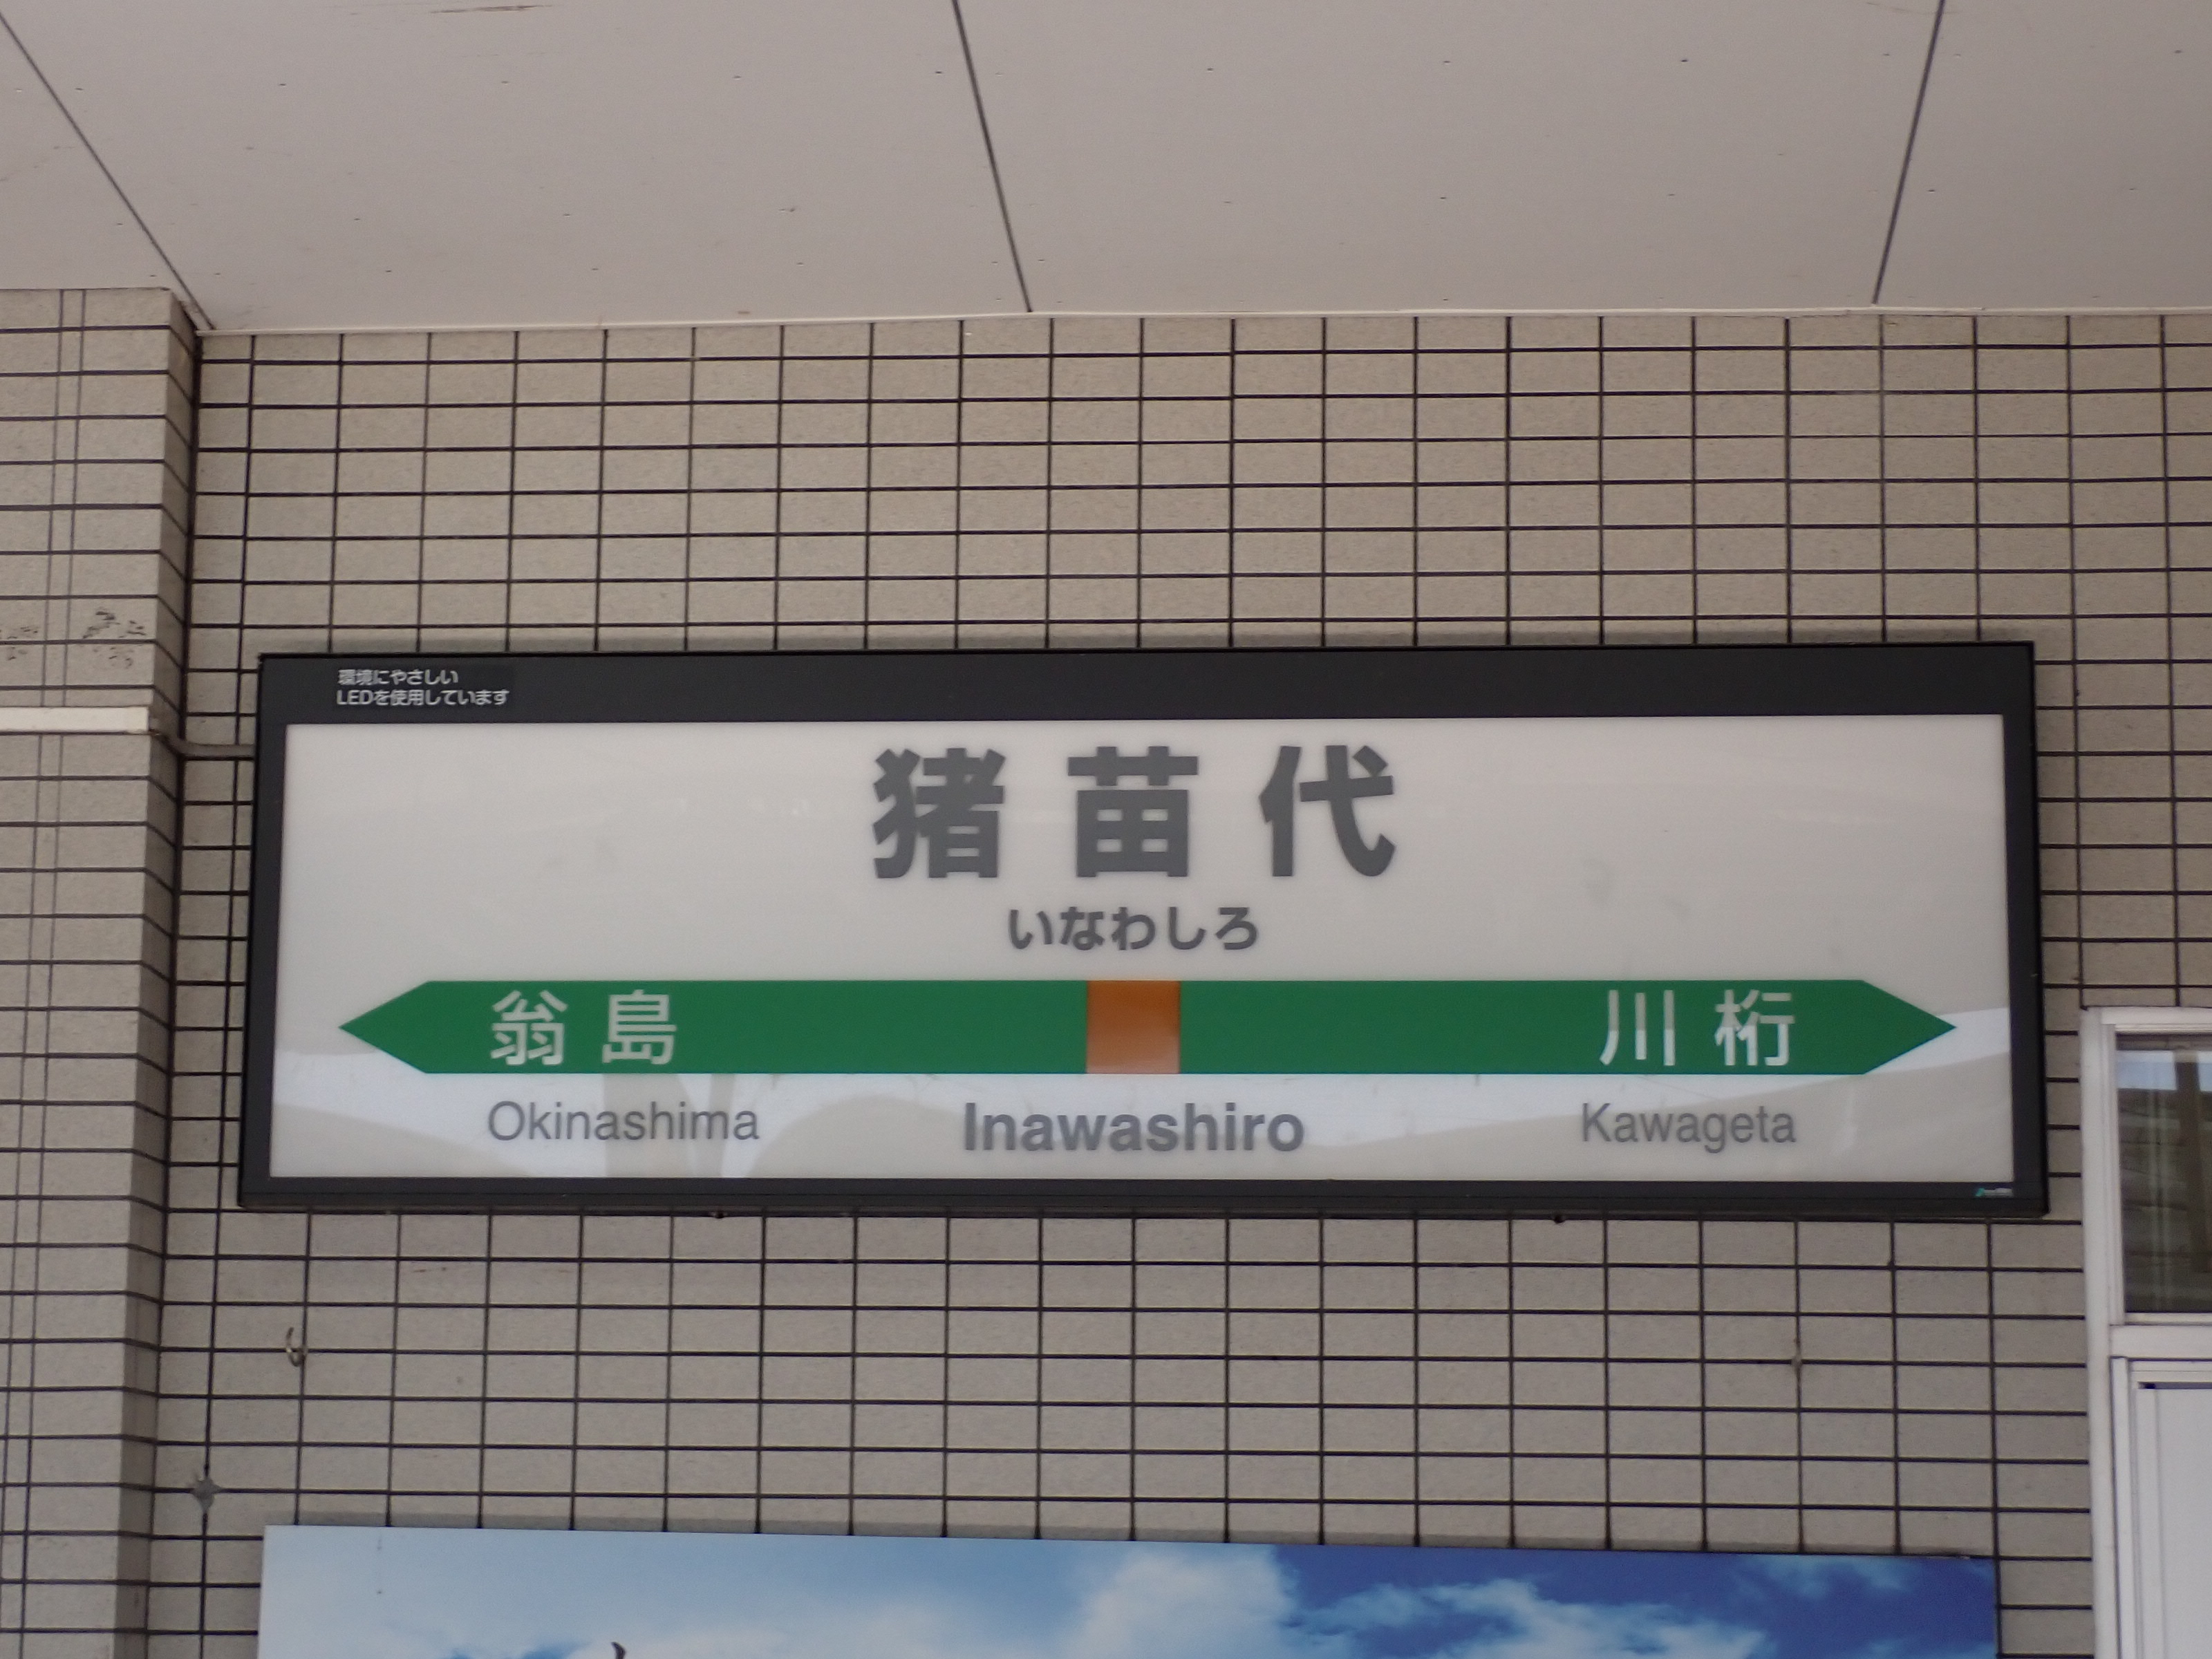 環境にやさしい
LEDを使用しています
猪苗代
いなわしろ
翁島 川桁
Okinashima Inawashiro Kawageta